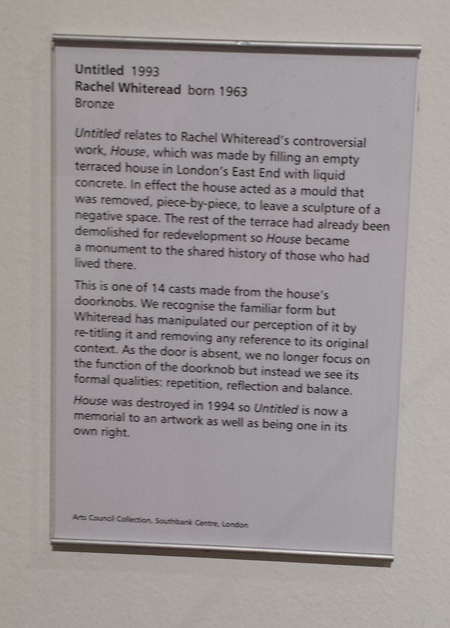 Untitled 1993
Rachel Whiteread born 1963
Bronze
Untitled relates to Rachel Whiteread's controversial
work, House, which was made by filling an empty
terraced house in London's East End with liquid
concrete. In effect the house acted as a mould that
was removed, piece-by-piece, to leave a sculpture of a
negative space. The rest of the terrace had already been
demolished for redevelopment so House became
a monument to the shared history of those who had
lived there.
This is one of 14 casts made from the house's
doorknobs. We recognise the familiar form but
Whiteread has manipulated our perception of it by
re-titling it and removing any reference to its original
context. As the door is absent, we no longer focus on
the function of the doorknob but instead we see its
formal qualities: repetition, reflection and balance.
House was destroyed in 1994 so Untitled is now a
memorial to an artwork as well as being one in its
own right.
Arts Council Collection, Southbank Centre, London